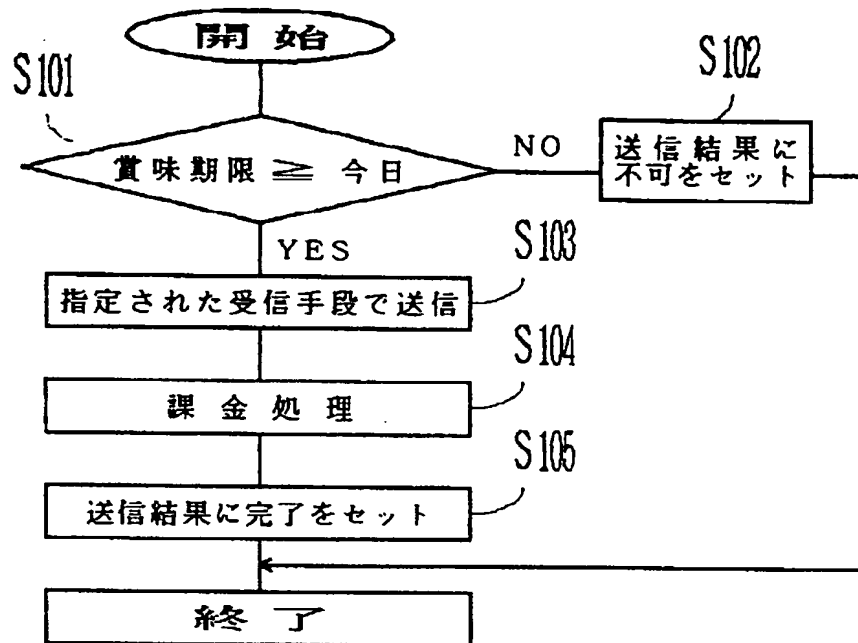 開始
S101
S102
賞味期限 ≧ 今日
NO
送信結果に
不可をセット
YES
S103
指定された受信手段で送信
S104
課金処理
S105
送信結果に完了をセット
終了